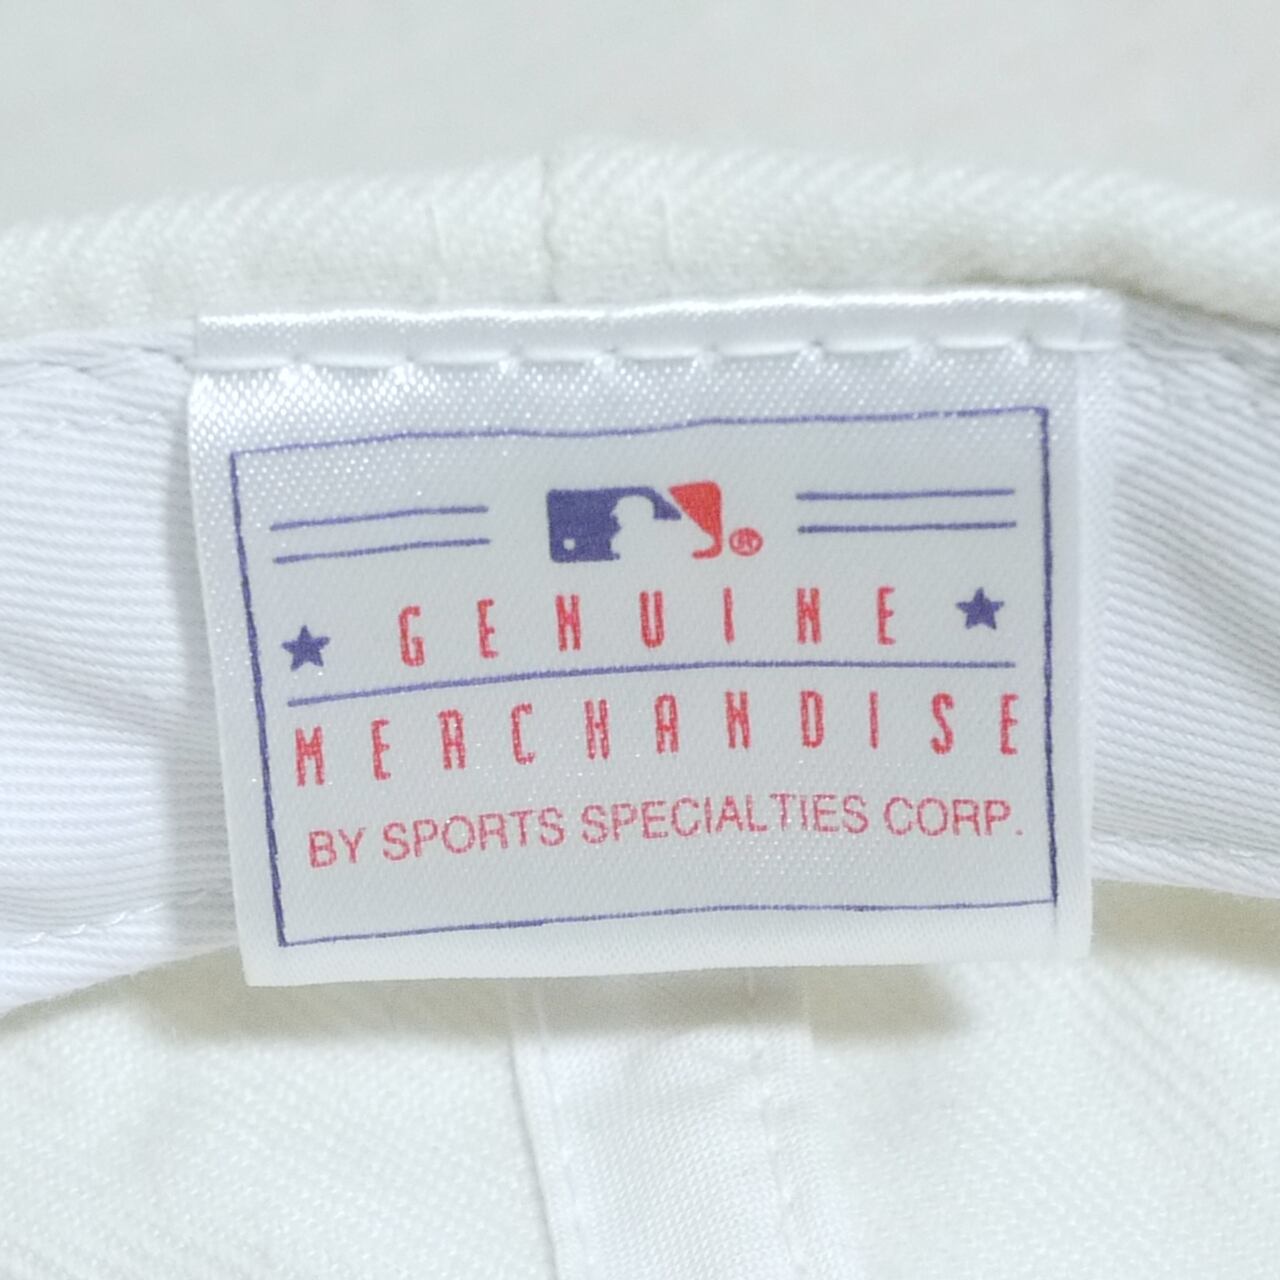 ®
GENUINE
MERCHANDISE
BY SPORTS SPECIALTIES CORP.